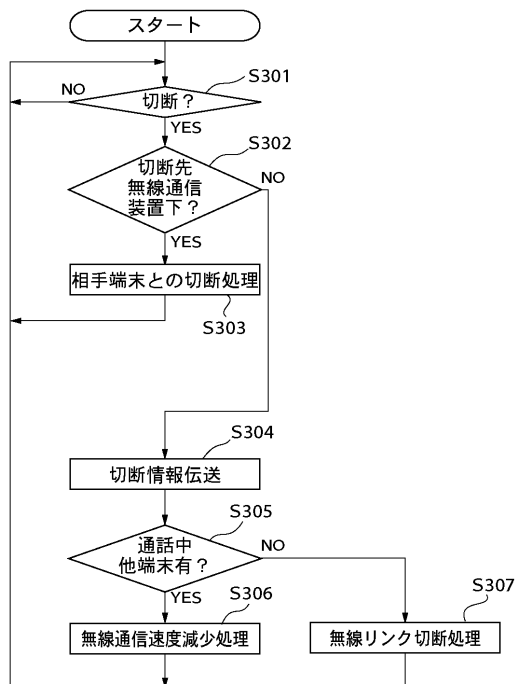 スタート
S301
NO
切断？
YES
S302
切断先
無線通信
装置下？
NO
YES
相手端末との切断処理
S303
S304
切断情報伝送
S305
通話中
他端末有？
NO
YES
S306
S307
無線通信速度減少処理
無線リンク切断処理